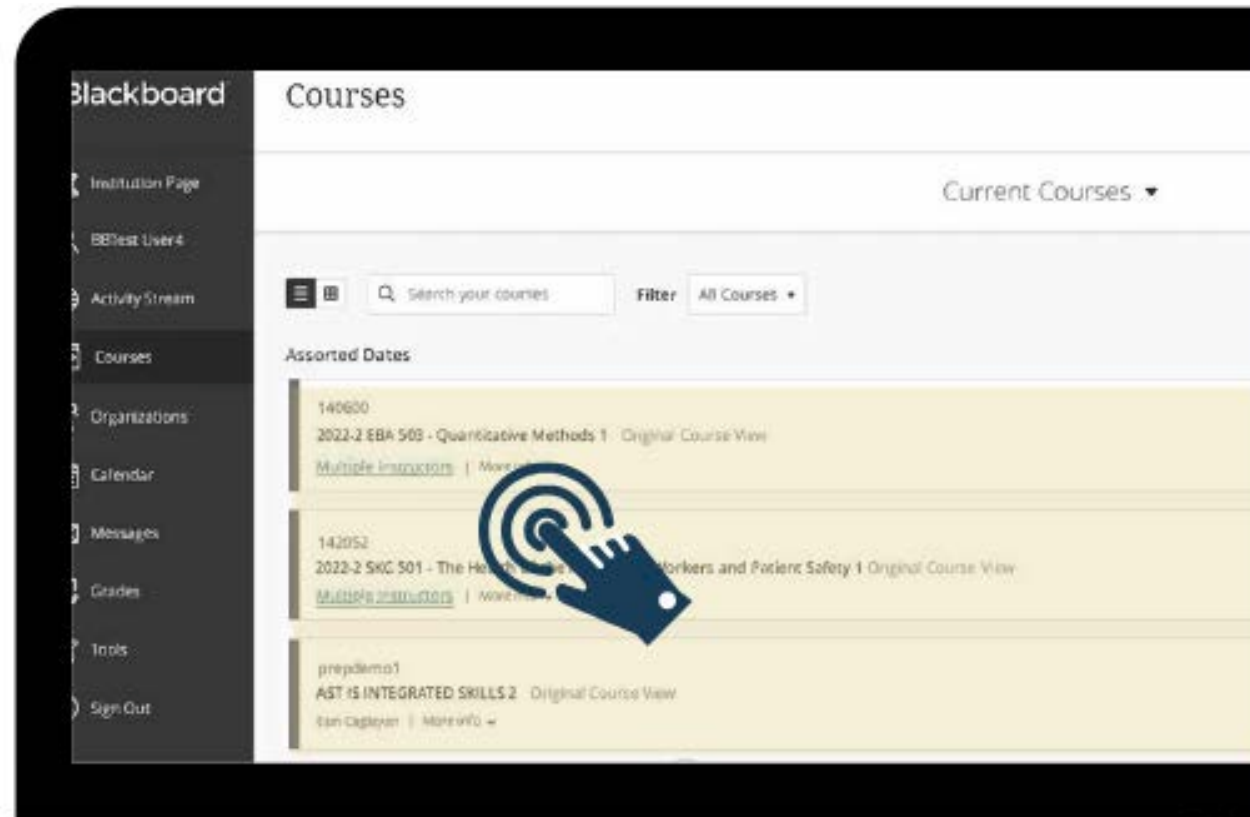 Blackboard
Courses
Institution Page
BBTest User4
Activity Stream
Courses
Organizations
Calendar
Messages
Grades
Tools
Sign Out
Current Courses
Search your courses
Filter All Courses
Assorted Dates
140600
2022-2 EBA 503 - Quantitative Methods 1 Original Course View
Multiple Instructors | More
142052
2022-2 SKG 501 - The Workers and Patient Safety 1 Original Course View
Multiple Instructors | More
prepdemo1
AST IS INTEGRATED SKILLS 2 Original Course View
| More info